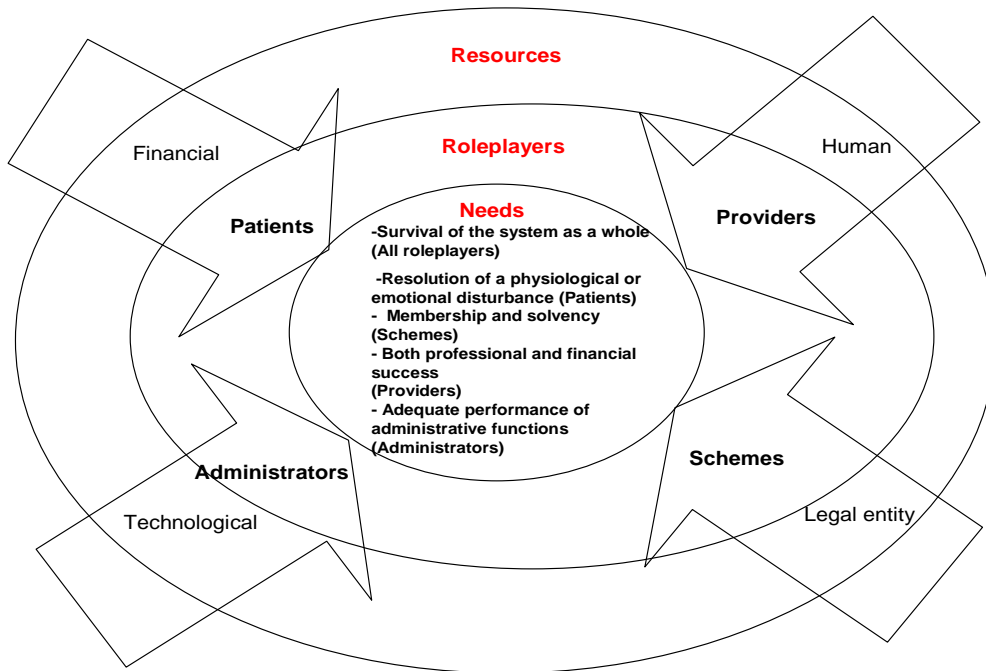 Resources
Financial
Human
Roleplayers
Patients
Providers
Needs
-Survival of the system as a whole
(All roleplayers)
-Resolution of a physiological or
emotional disturbance (Patients)
- Membership and solvency
(Schemes)
- Both professional and financial
success
(Providers)
- Adequate performance of
administrative functions
(Administrators)
Administrators
Schemes
Technological
Legal entity